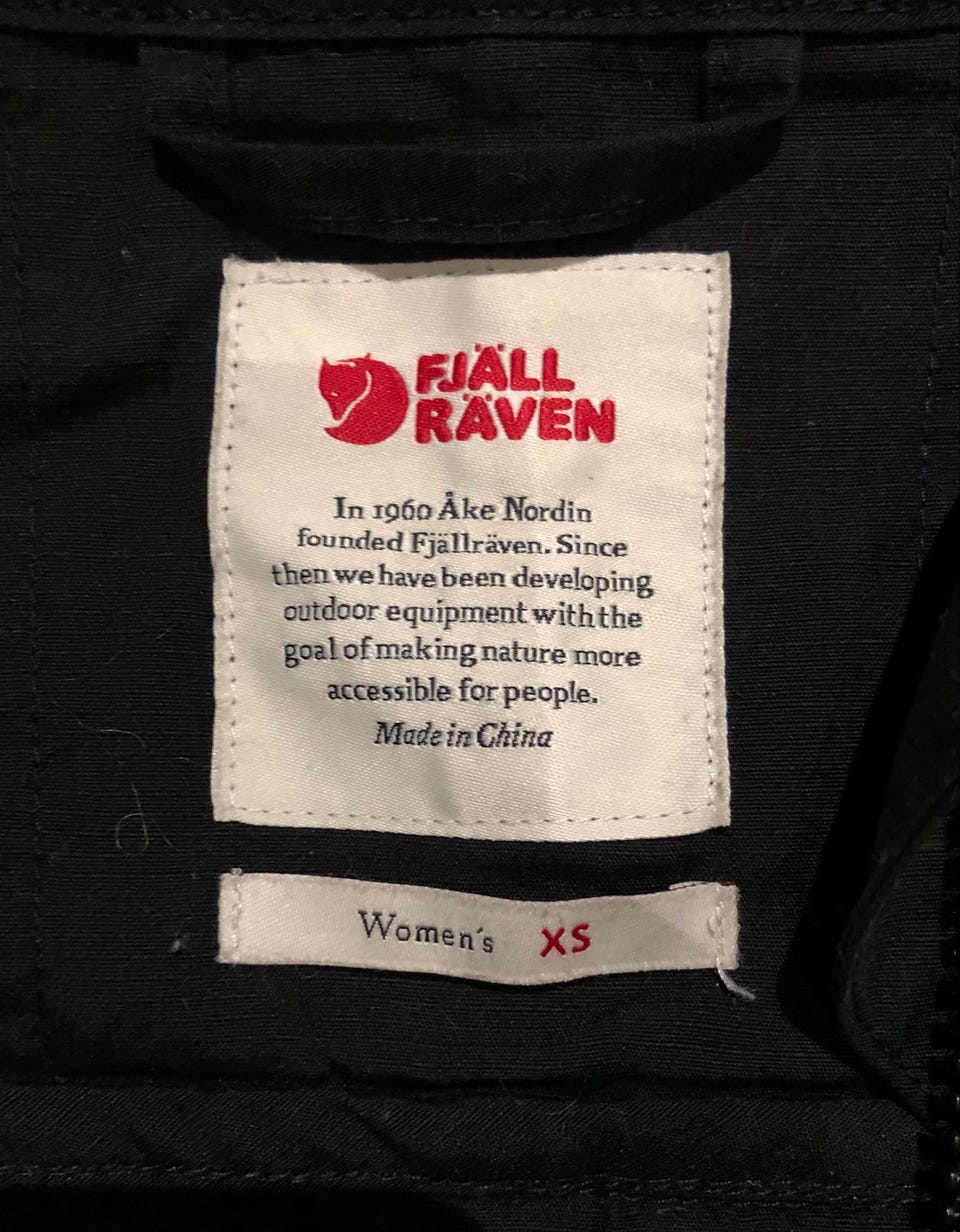 FJÄLL
RÄVEN
In 1960 Åke Nordin
founded Fjällräven. Since
then we have been developing
outdoor equipment with the
goal of making nature more
accessible for people.
Made in China
Women's XS